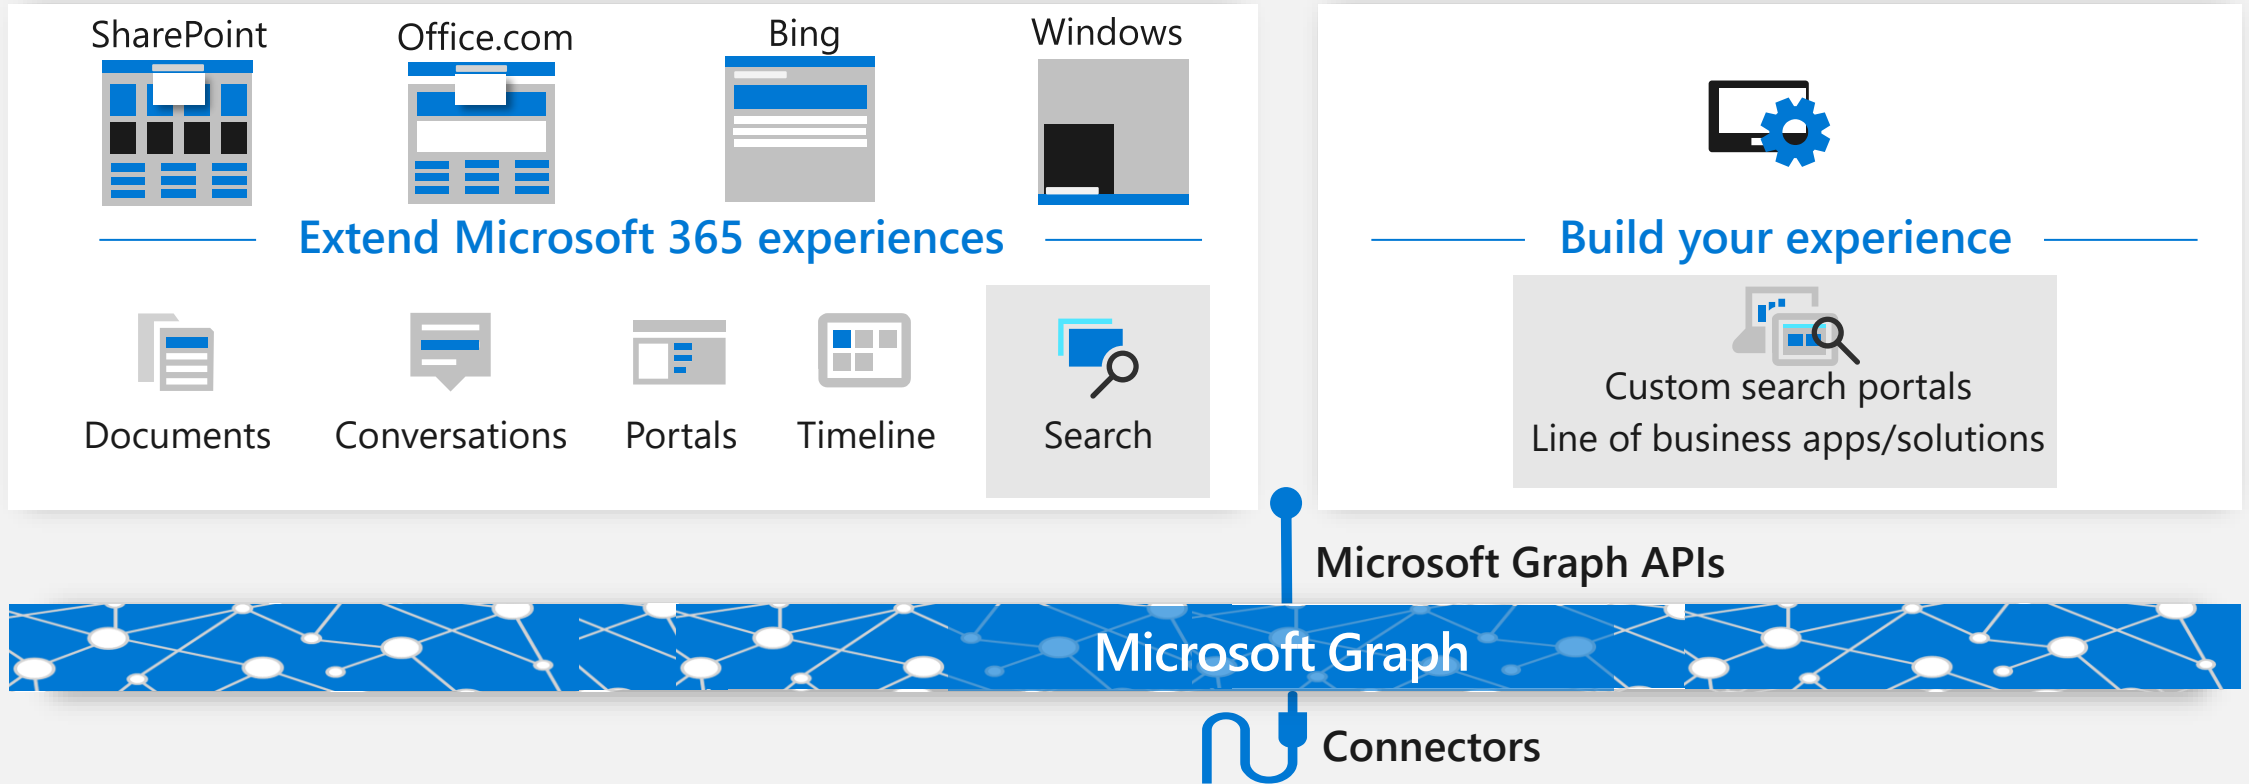 SharePoint
Office.com
Bing
Windows
Extend Microsoft 365 experiences
Documents
Conversations
Portals
Timeline
Search
Build your experience
Custom search portals
Line of business apps/solutions
Microsoft Graph APIs
Microsoft Graph
Connectors